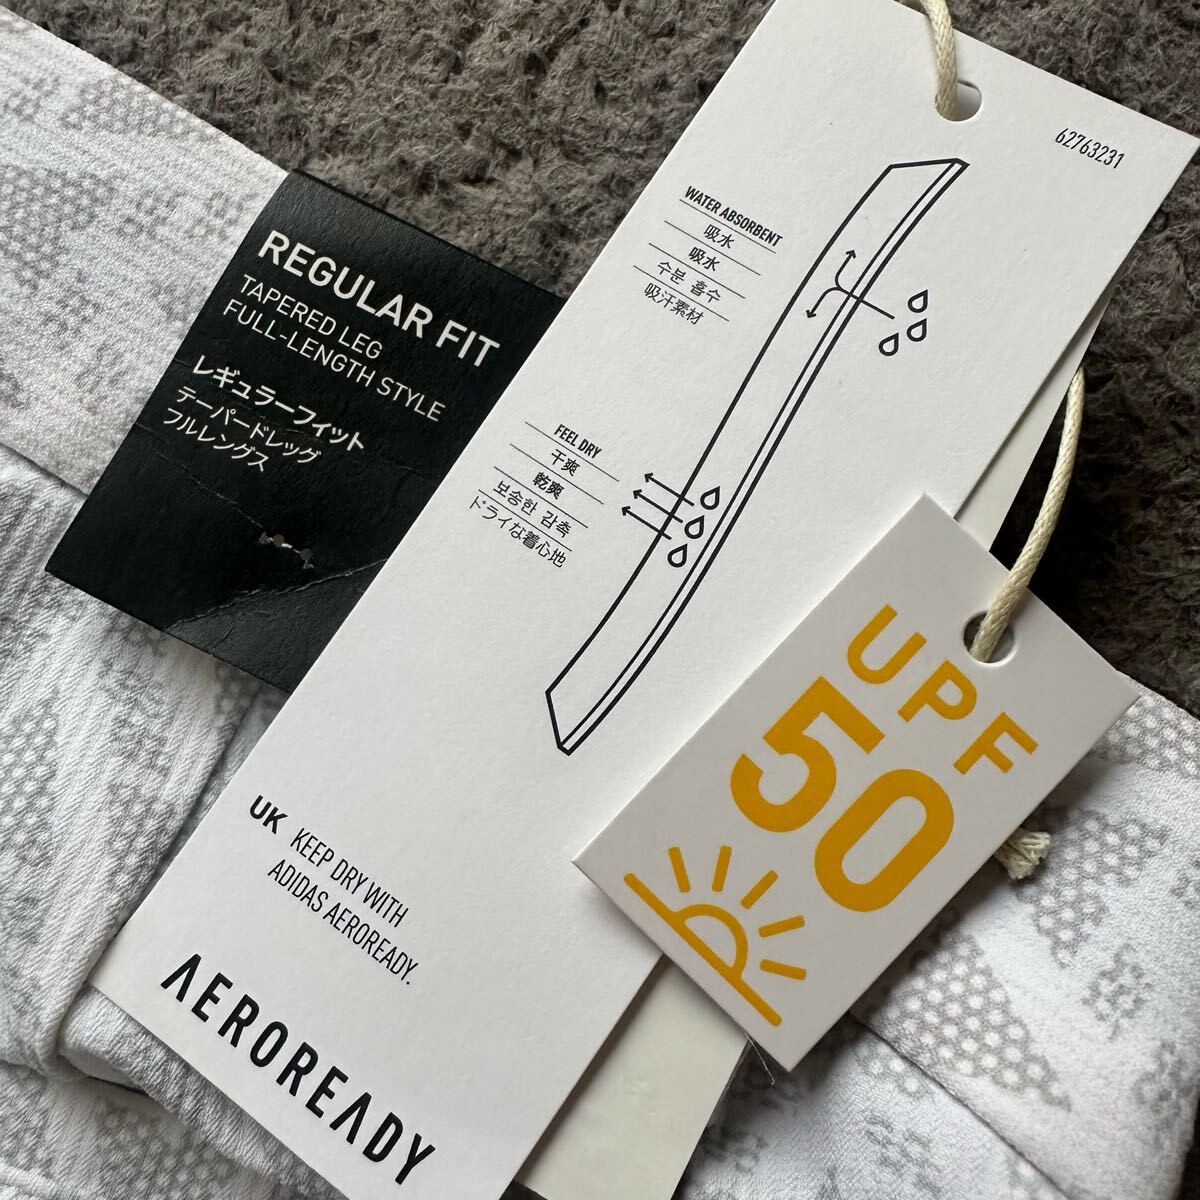 REGULAR FIT
TAPERED LEG
FULL-LENGTH STYLE
レギュラーフィット
テーパードレッグ
フルレングス
62763231
WATER ABSORBENT
吸水
吸水
수분 흡수
吸汗素材
FEEL DRY
干爽
乾爽
보송한 감촉
ドライな着心地
UK KEEP DRY WITH
ADIDAS AEROREADY.
AEROREADY
UPF
50